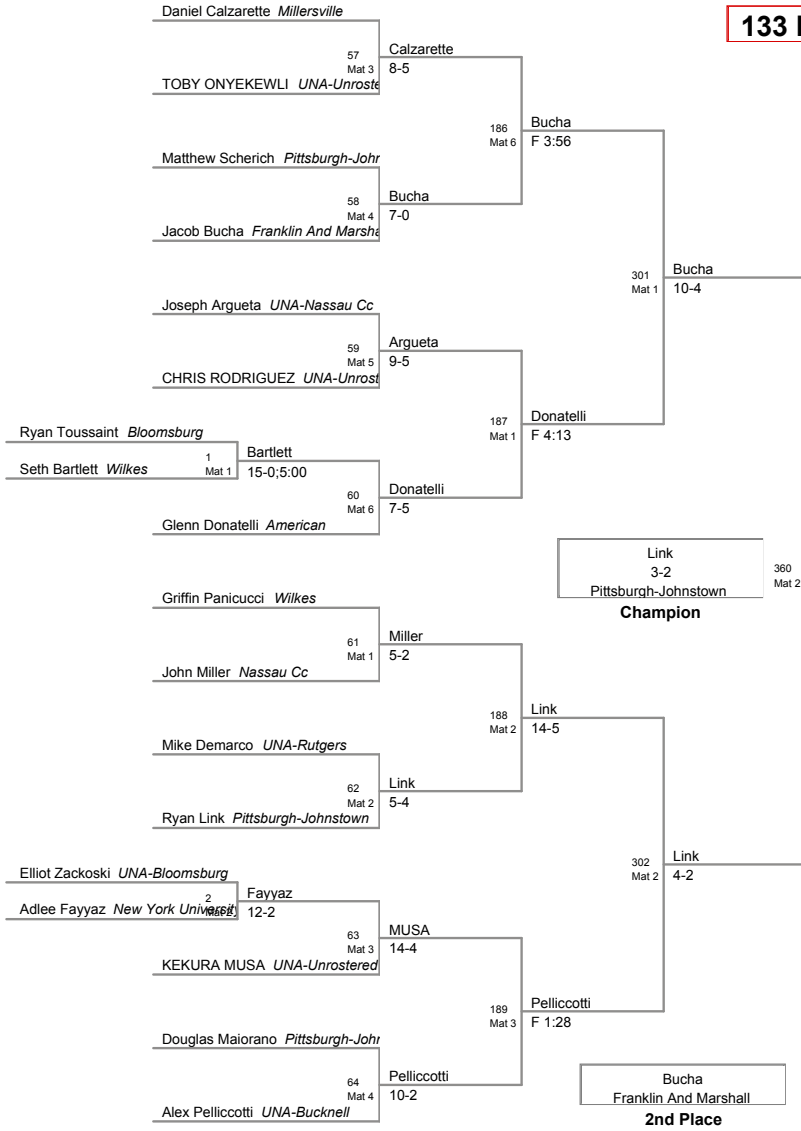 Daniel Calzarette Millersville
133
57
Mat 3
Calzarette
8-5
TOBY ONYEKEWLI UNA-Unroste
186
Mat 6
Bucha
F 3:56
Matthew Scherich Pittsburgh-John
58
Mat 4
Bucha
7-0
Jacob Bucha Franklin And Marsha
301
Mat 1
Bucha
10-4
Joseph Argueta UNA-Nassau Cc
59
Mat 5
Argueta
9-5
CHRIS RODRIGUEZ UNA-Unrost
187
Mat 1
Donatelli
F 4:13
Ryan Toussaint Bloomsburg
1
Mat 1
Bartlett
15-0;5:00
Seth Bartlett Wilkes
60
Mat 6
Donatelli
7-5
Glenn Donatelli American
Link
3-2
Pittsburgh-Johnstown
360
Mat 2
Champion
Griffin Panicucci Wilkes
61
Mat 1
Miller
5-2
John Miller Nassau Cc
188
Mat 2
Link
14-5
Mike Demarco UNA-Rutgers
62
Mat 2
Link
5-4
Ryan Link Pittsburgh-Johnstown
302
Mat 2
Link
4-2
Elliot Zackoski UNA-Bloomsburg
2
Mat 2
Fayyaz
12-2
Adlee Fayyaz New York Universit
63
Mat 3
MUSA
14-4
KEKURA MUSA UNA-Unrostered
189
Mat 3
Pelliccotti
F 1:28
Douglas Maiorano Pittsburgh-John
64
Mat 4
Pelliccotti
10-2
Alex Pelliccotti UNA-Bucknell
Bucha
Franklin And Marshall
2nd Place